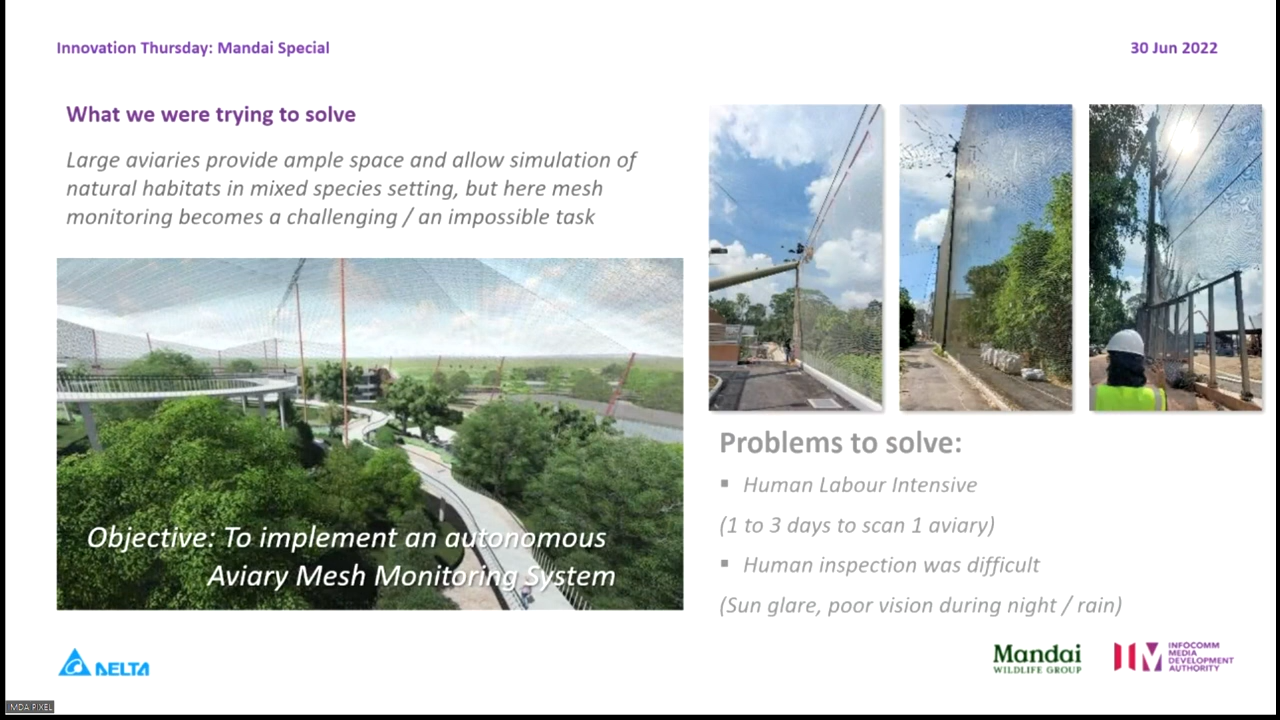 Innovation Thursday: Mandai Special
30 Jun 2022
What we were trying to solve
Large aviaries provide ample space and allow simulation of
natural habitats in mixed species setting, but here mesh
monitoring becomes a challenging / an impossible task
Objective: To implement an autonomous
Aviary Mesh Monitoring System
Problems to solve:
▪ Human Labour Intensive
(1 to 3 days to scan 1 aviary)
▪ Human inspection was difficult
(Sun glare, poor vision during night / rain)
DELTA
Mandai
WILDLIFE GROUP
INFOCOMM
MEDIA
DEVELOPMENT
AUTHORITY
IMDA PIXEL